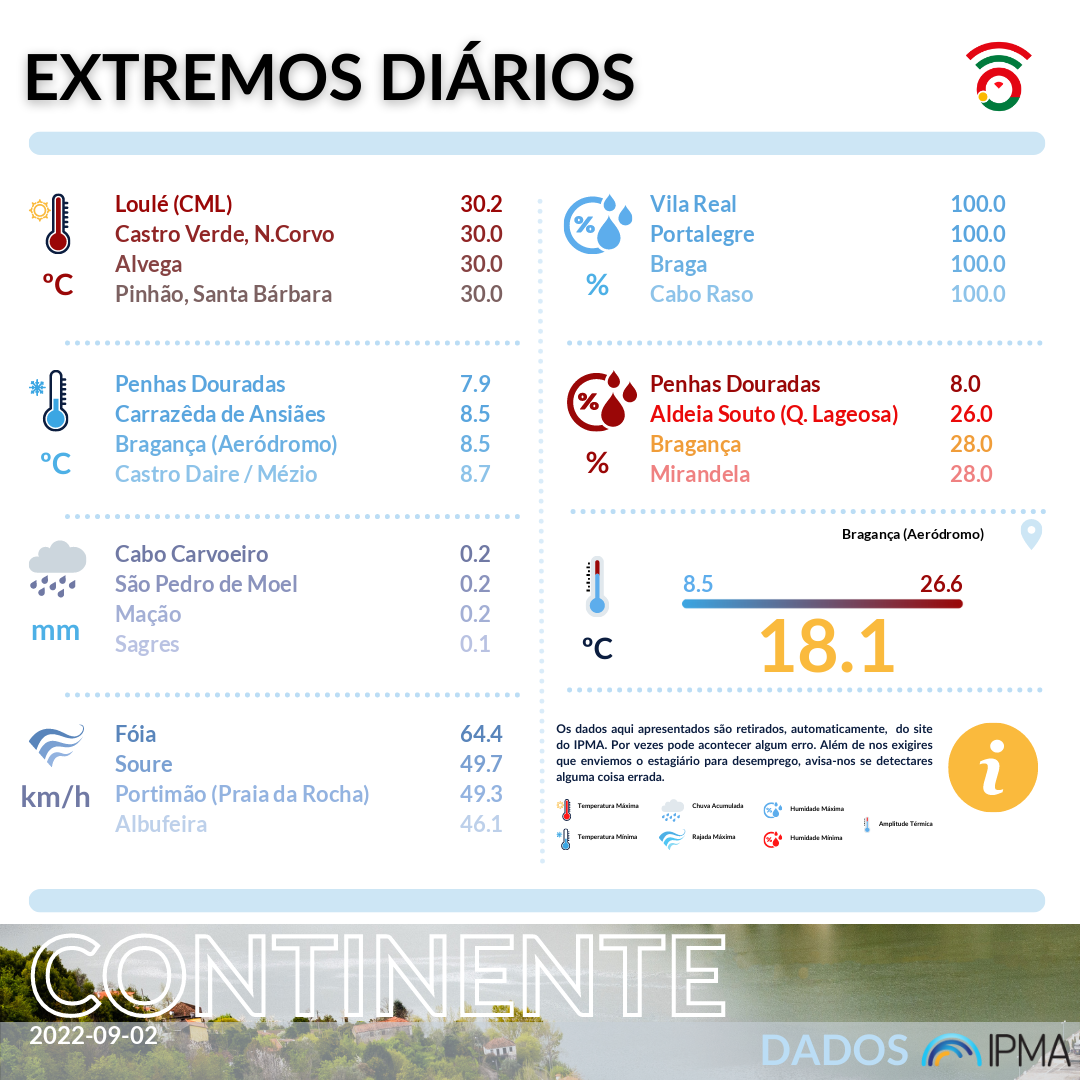 EXTREMOS DIÁRIOS
Loulé (CML) 30.2
Castro Verde, N.Corvo 30.0
Alvega 30.0
Pinhão, Santa Bárbara 30.0
°C
Penhas Douradas 7.9
Carrazêda de Ansiães 8.5
Bragança (Aeródromo) 8.5
Castro Daire / Mézio 8.7
°C
Cabo Carvoeiro 0.2
São Pedro de Moel 0.2
Mação 0.2
Sagres 0.1
mm
Fóia 64.4
Soure 49.7
Portimão (Praia da Rocha) 49.3
Albufeira 46.1
km/h
%
Vila Real 100.0
Portalegre 100.0
Braga 100.0
Cabo Raso 100.0
%
%
Penhas Douradas 8.0
Aldeia Souto (Q. Lageosa) 26.0
Bragança 28.0
Mirandela 28.0
%
Bragança (Aeródromo)
8.5 26.6
18.1
°C
Os dados aqui apresentados são retirados, automaticamente, do site
do IPMA. Por vezes pode acontecer algum erro. Além de nos exigires
que enviemos o estagiário para desemprego, avisa-nos se detectares
alguma coisa errada.
i
Temperatura Máxima Chuva Acumulada Humidade Máxima
Amplitude Térmica
Temperatura Mínima Rajada Máxima Humidade Mínima
CONTINENTE
2022-09-02
DADOS IPMA